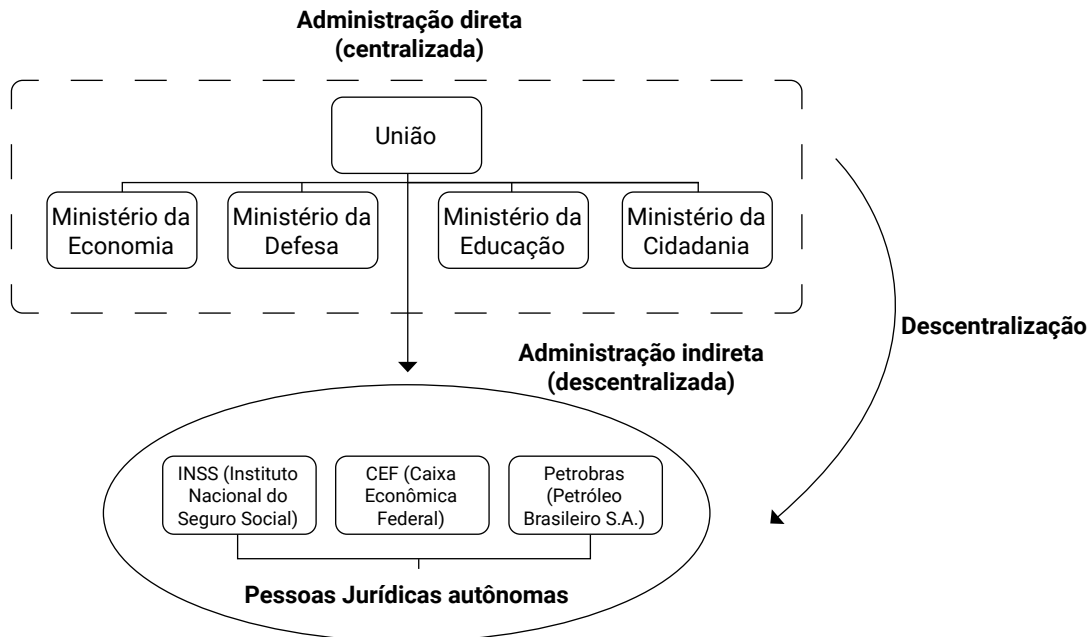 Administração direta
(centralizada)
União
Ministério da
Economia
Ministério da
Defesa
Ministério da
Educação
Ministério da
Cidadania
Descentralização
Administração indireta
(descentralizada)
INSS (Instituto
Nacional do
Seguro Social)
CEF (Caixa
Econômica
Federal)
Petrobras
(Petróleo
Brasileiro S.A.)
Pessoas Jurídicas autônomas